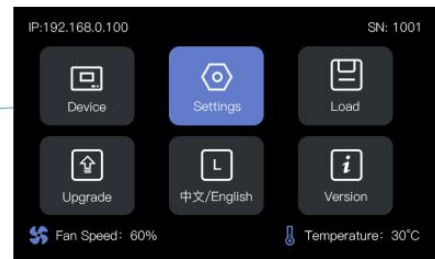 IP:192.168.0.100 SN: 1001
Device Settings Load
L
Upgrade 中文/English Version
Fan Speed: 60% Temperature: 30°C